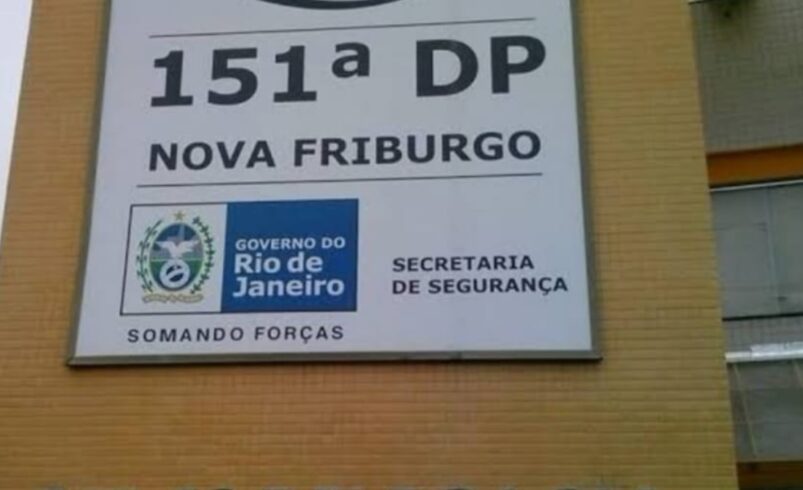 151ª DP
NOVA FRIBURGO
GOVERNO DO
Rio de
Janeiro
SECRETARIA
DE SEGURANÇA
SOMANDO FORÇAS